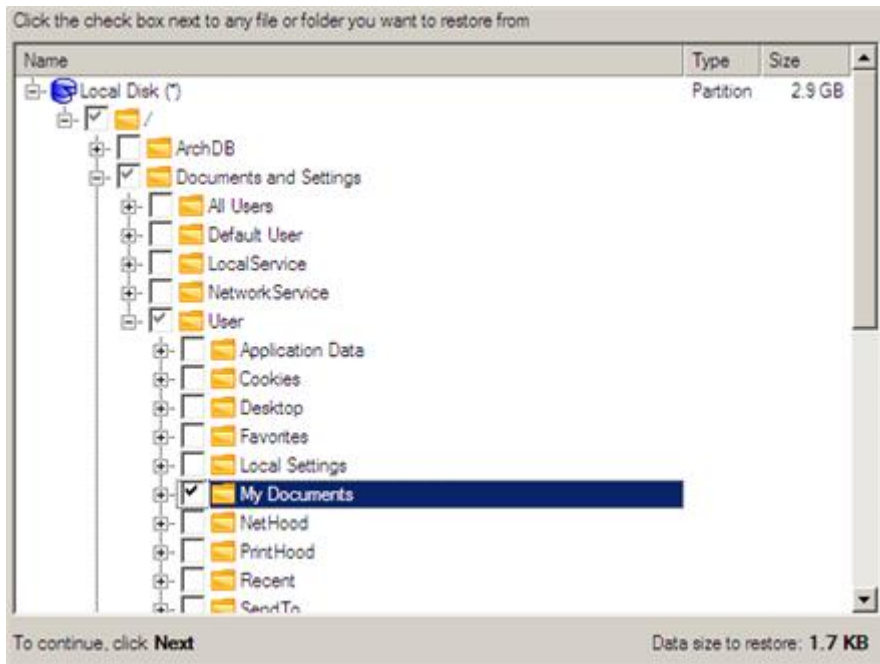 Click the check box next to any file or folder you want to restore from
Name Type Size
Local Disk (*) Partition 2.9 GB
/
ArchDB
Documents and Settings
All Users
Default User
LocalService
NetworkService
User
Application Data
Cookies
Desktop
Favorites
Local Settings
My Documents
NetHood
PrintHood
Recent
SendTo
To continue, click Next Data size to restore: 1.7 KB